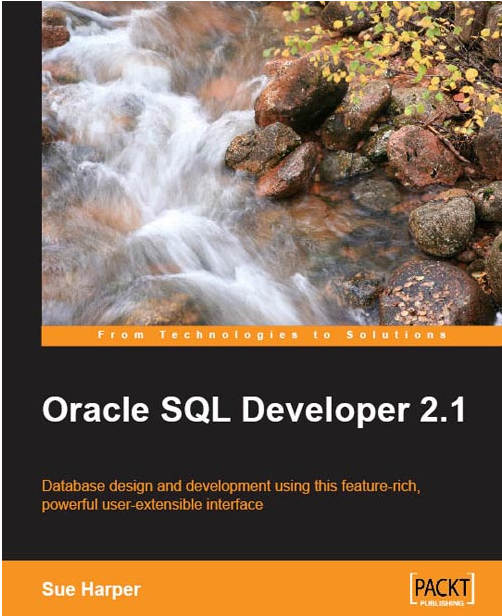 From Technologies to Solutions
Oracle SQL Developer 2.1
Database design and development using this feature-rich,
powerful user-extensible interface
Sue Harper
[PACKT]
PUBLISHING